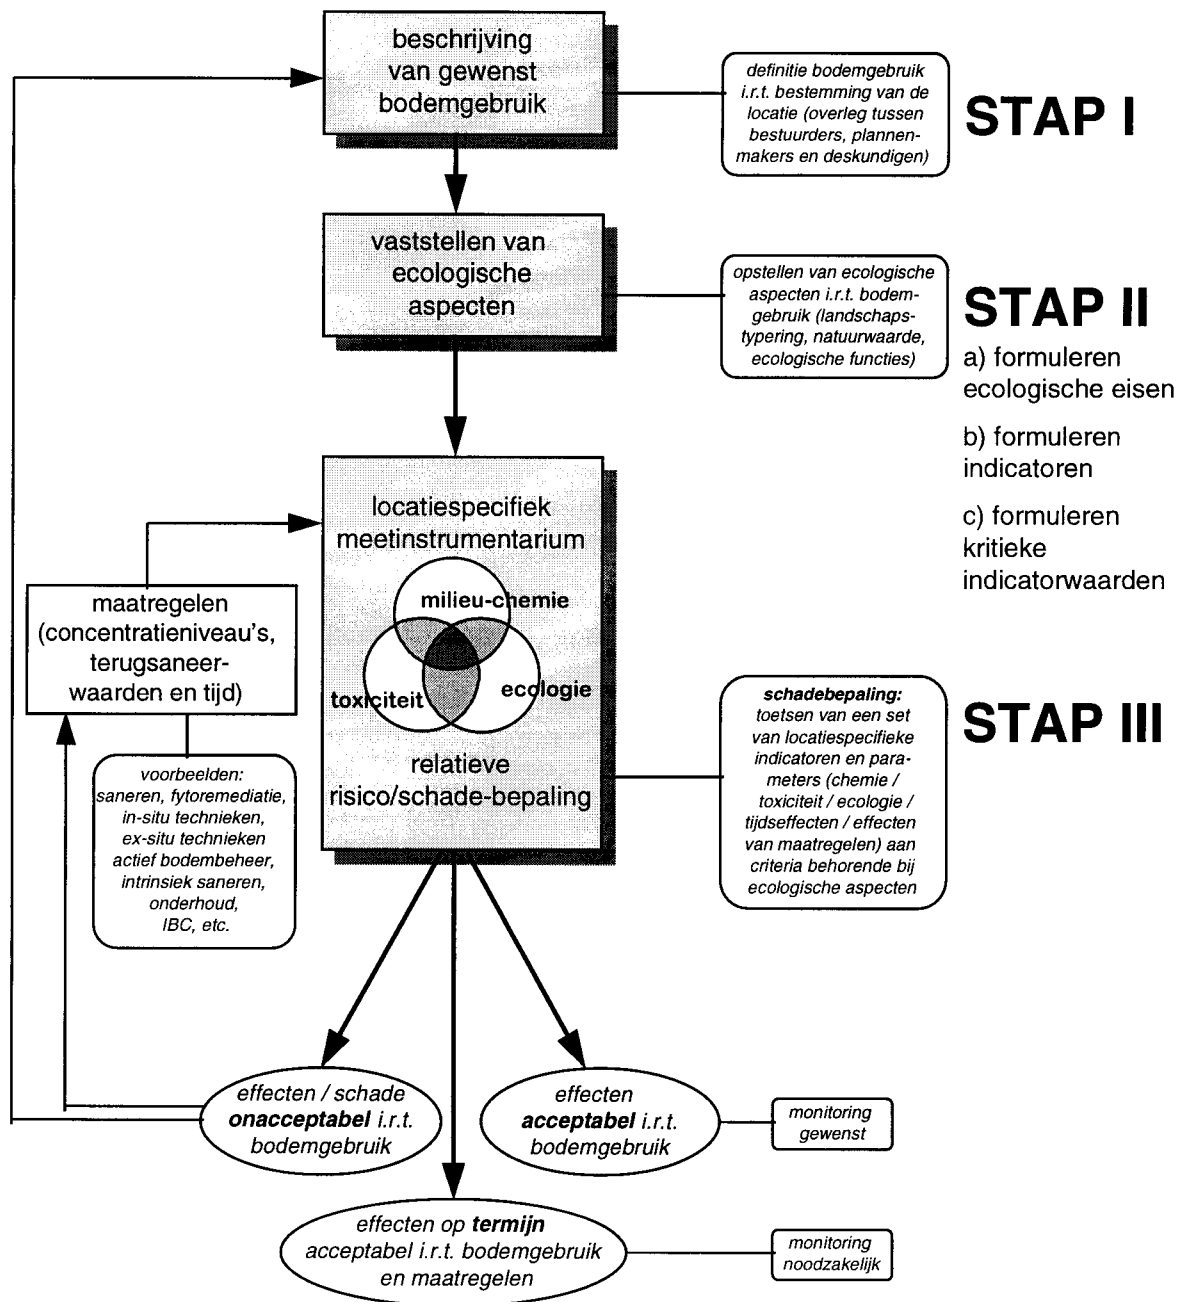 beschrijving
van gewenst
bodemgebruik
definitie bodemgebruik
i.r.t. bestemming van de
locatie (overleg tussen
bestuurders, plannen-
makers en deskundigen)
STAP I
vaststellen van
ecologische
aspecten
opstellen van ecologische
aspecten i.r.t. bodem-
gebruik (landschaps-
typering, natuurwaarde,
ecologische functies)
STAP II
a) formuleren
ecologische eisen
b) formuleren
indicatoren
c) formuleren
kritieke
indicatorwaarden
locatiespecifiek
meetinstrumentarium
milieu-chemie
toxiciteit
ecologie
relatieve
risico/schade-bepaling
maatregelen
(concentratieniveau's,
terugsaneer-
waarden en tijd)
voorbeelden:
saneren, fytoremediatie,
in-situ technieken,
ex-situ technieken
actief bodembeheer,
intrinsiek saneren,
onderhoud,
IBC, etc.
schadebepaling:
toetsen van een set
van locatiespecifieke
indicatoren en para-
meters (chemie /
toxiciteit / ecologie /
tijdseffecten / effecten
van maatregelen) aan
criteria behorende bij
ecologische aspecten
STAP III
effecten / schade
onacceptabel i.r.t.
bodemgebruik
effecten
acceptabel i.r.t.
bodemgebruik
monitoring
gewenst
effecten op termijn
acceptabel i.r.t. bodemgebruik
en maatregelen
monitoring
noodzakelijk